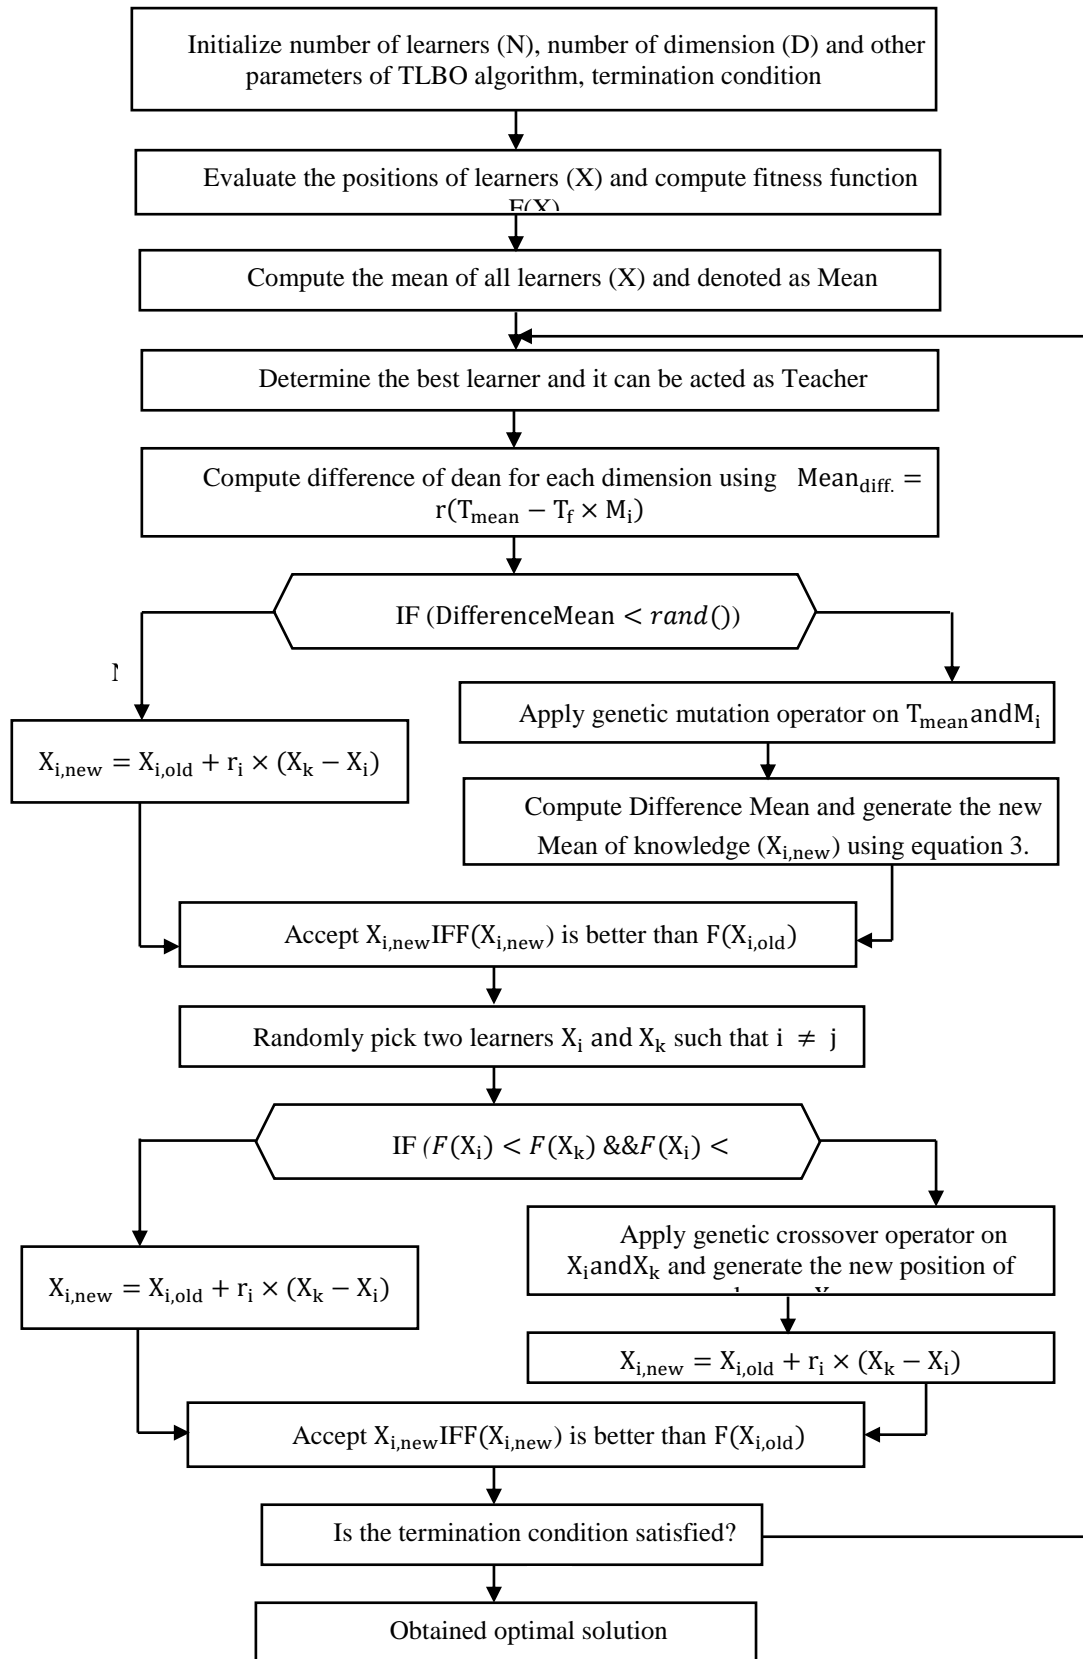 Initialize number of learners (N), number of dimension (D) and other
parameters of TLBO algorithm, termination condition
Evaluate the positions of learners (X) and compute fitness function
F(X)
Compute the mean of all learners (X) and denoted as Mean
Determine the best learner and it can be acted as Teacher
Compute difference of dean for each dimension using Mean_diff. =
r(T_mean − T_f × M_i)
IF (DifferenceMean < rand())
Apply genetic mutation operator on T_mean and M_i
X_i,new = X_i,old + r_i × (X_k − X_i)
Compute Difference Mean and generate the new
Mean of knowledge (X_i,new) using equation 3.
Accept X_i,new IFF(X_i,new) is better than F(X_i,old)
Randomly pick two learners X_i and X_k such that i ≠ j
IF (F(X_i) < F(X_k) &&F(X_i) <
Apply genetic crossover operator on
X_i and X_k and generate the new position of
X_i,new = X_i,old + r_i × (X_k − X_i)
X_i,new = X_i,old + r_i × (X_k − X_i)
Accept X_i,new IFF(X_i,new) is better than F(X_i,old)
Is the termination condition satisfied?
Obtained optimal solution